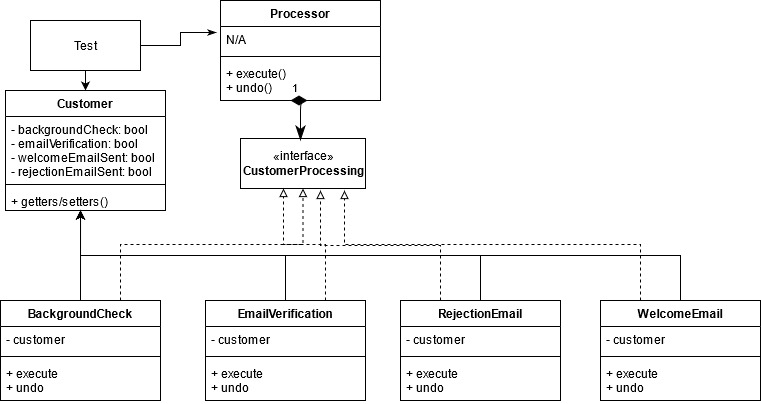 Processor
N/A
+ execute()
+ undo()
1
Test
Customer
- backgroundCheck: bool
- emailVerification: bool
- welcomeEmailSent: bool
- rejectionEmailSent: bool
+ getters/setters()
«interface»
CustomerProcessing
BackgroundCheck
- customer
+ execute
+ undo
EmailVerification
- customer
+ execute
+ undo
RejectionEmail
- customer
+ execute
+ undo
WelcomeEmail
- customer
+ execute
+ undo